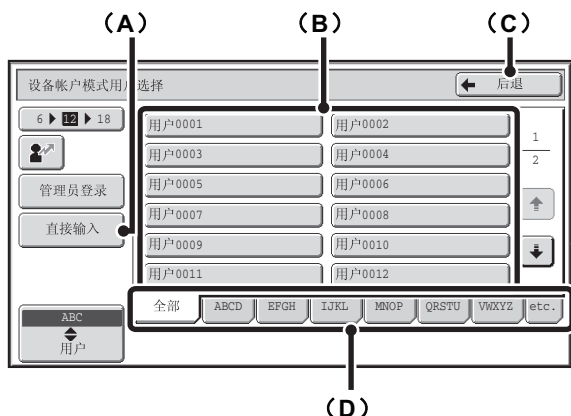 (A) (B) (C)
设备帐户模式用户选择
后退
6 12 18
用户0001 用户0002
1
用户0003 用户0004
2
管理员登录
用户0005 用户0006
直接输入
用户0007 用户0008
用户0009 用户0010
用户0011 用户0012
全部 ABCD EFGH IJKL MNOP QRSTU VWXYZ etc.
ABC
用户
(D)